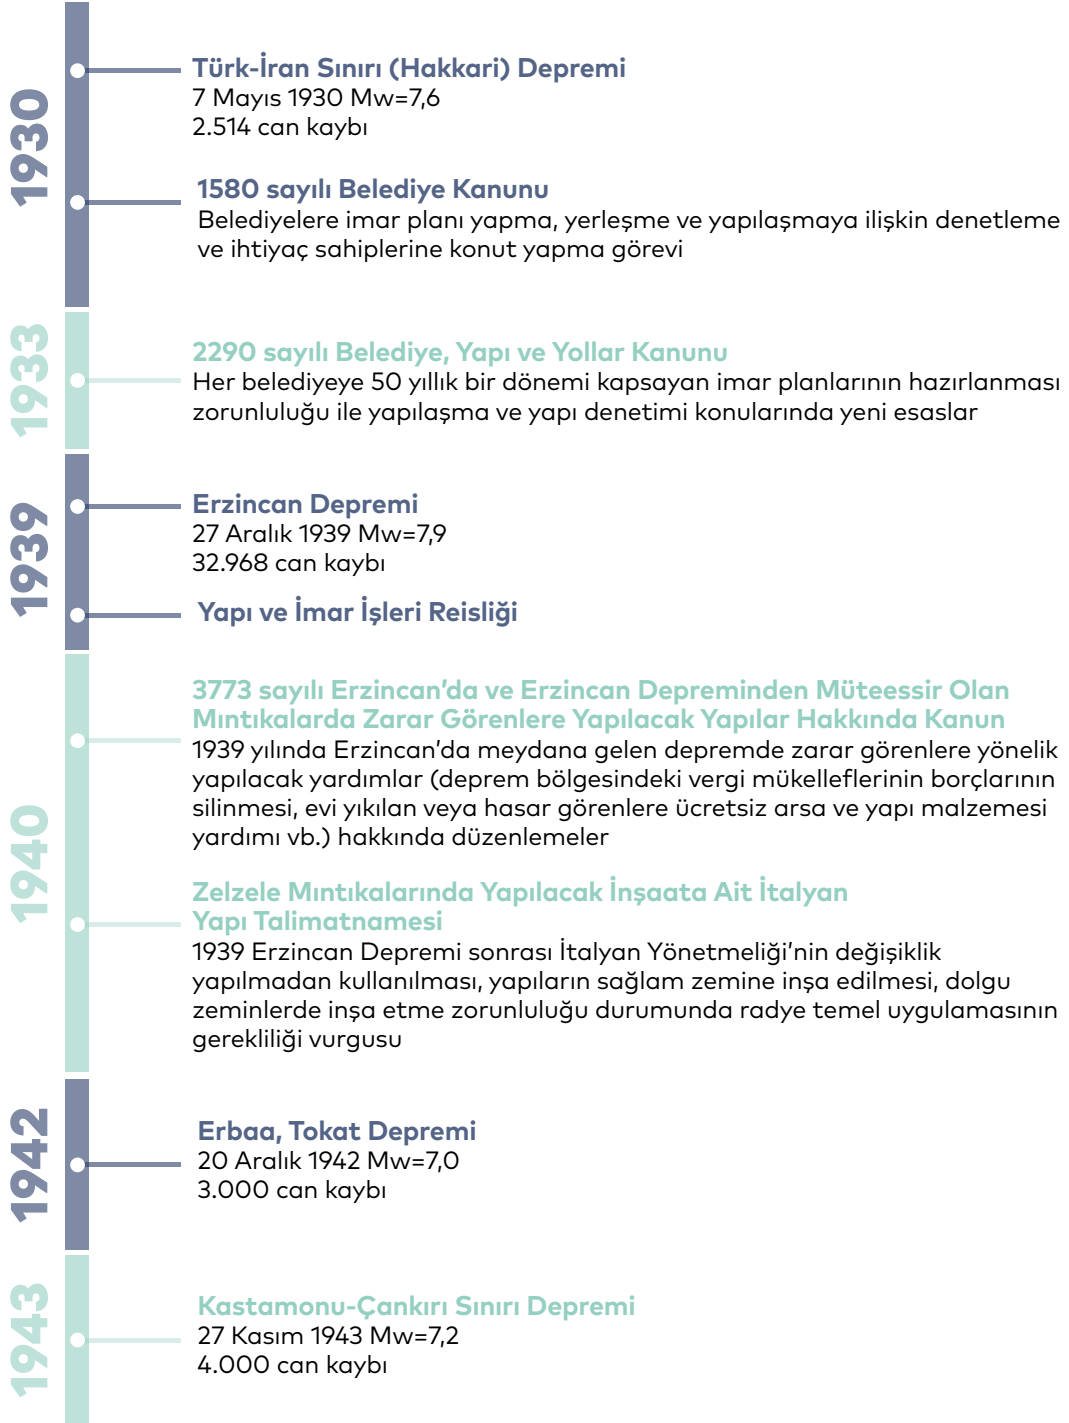 1930
Türk-İran Sınırı (Hakkari) Depremi
7 Mayıs 1930 Mw=7,6
2.514 can kaybı
1580 sayılı Belediye Kanunu
Belediyelere imar planı yapma, yerleşme ve yapılaşmaya ilişkin denetleme
ve ihtiyaç sahiplerine konut yapma görevi
1933
2290 sayılı Belediye, Yapı ve Yollar Kanunu
Her belediyeye 50 yıllık bir dönemi kapsayan imar planlarının hazırlanması
zorunluluğu ile yapılaşma ve yapı denetimi konularında yeni esaslar
1939
Erzincan Depremi
27 Aralık 1939 Mw=7,9
32.968 can kaybı
Yapı ve İmar İşleri Reisliği
1940
3773 sayılı Erzincan’da ve Erzincan Depreminden Müteessir Olan
Mıntıkalarda Zarar Görenlere Yapılacak Yapılar Hakkında Kanun
1939 yılında Erzincan’da meydana gelen depremde zarar görenlere yönelik
yapılacak yardımlar (deprem bölgesindeki vergi mükelleflerinin borçlarının
silinmesi, evi yıkılan veya hasar görenlere ücretsiz arsa ve yapı malzemesi
yardımı vb.) hakkında düzenlemeler
Zelzele Mıntıkalarında Yapılacak İnşaata Ait İtalyan
Yapı Talimatnamesi
1939 Erzincan Depremi sonrası İtalyan Yönetmeliği’nin değişiklik
yapılmadan kullanılması, yapıların sağlam zemine inşa edilmesi, dolgu
zeminlerde inşa etme zorunluluğu durumunda radye temel uygulamasının
gerekliliği vurgusu
1942
Erbaa, Tokat Depremi
20 Aralık 1942 Mw=7,0
3.000 can kaybı
1943
Kastamonu-Çankırı Sınırı Depremi
27 Kasım 1943 Mw=7,2
4.000 can kaybı